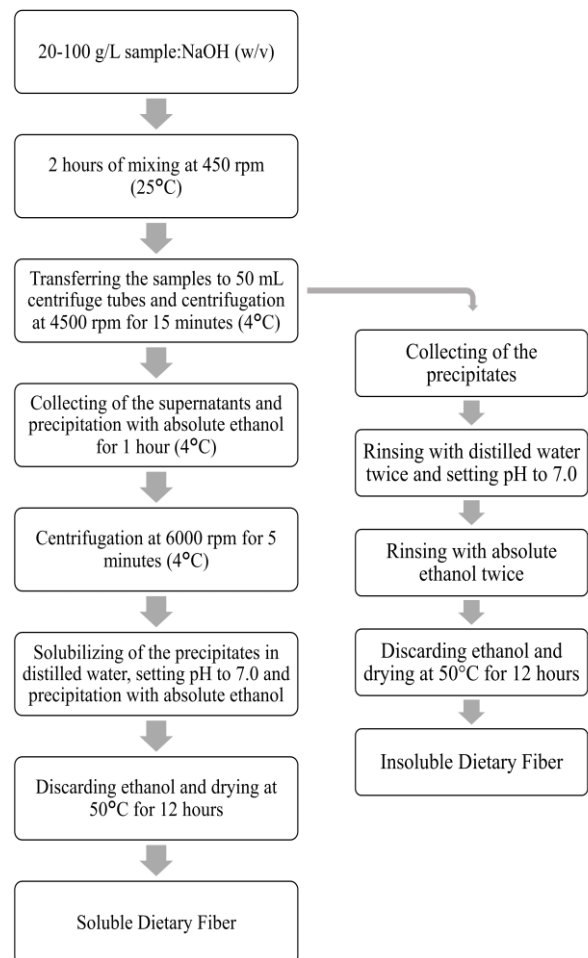 20-100 g/L sample:NaOH (w/v)
2 hours of mixing at 450 rpm
(25°C)
Transferring the samples to 50 mL
centrifuge tubes and centrifugation
at 4500 rpm for 15 minutes (4°C)
Collecting of the supernatants and
precipitation with absolute ethanol
for 1 hour (4°C)
Centrifugation at 6000 rpm for 5
minutes (4°C)
Solubilizing of the precipitates in
distilled water, setting pH to 7.0 and
precipitation with absolute ethanol
Discarding ethanol and drying at
50°C for 12 hours
Soluble Dietary Fiber
Collecting of the
precipitates
Rinsing with distilled water
twice and setting pH to 7.0
Rinsing with absolute
ethanol twice
Discarding ethanol and
drying at 50°C for 12 hours
Insoluble Dietary Fiber